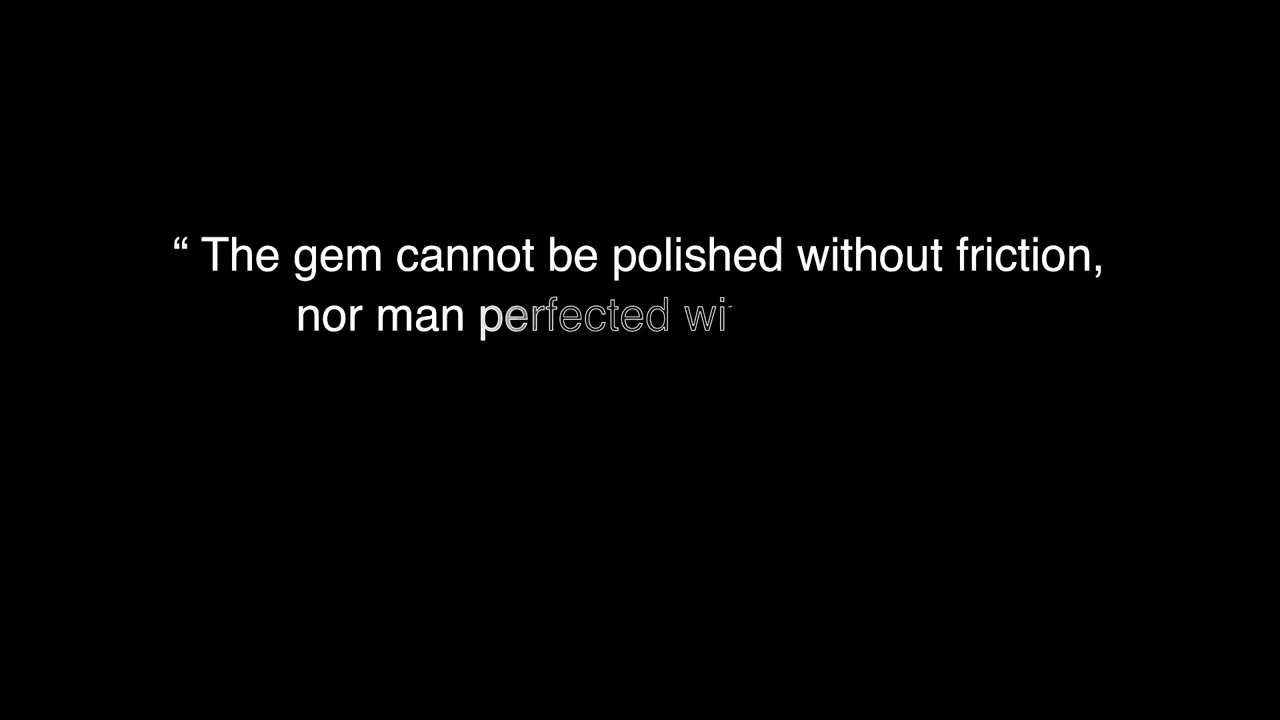 “ The gem cannot be polished without friction,
nor man perfected wi